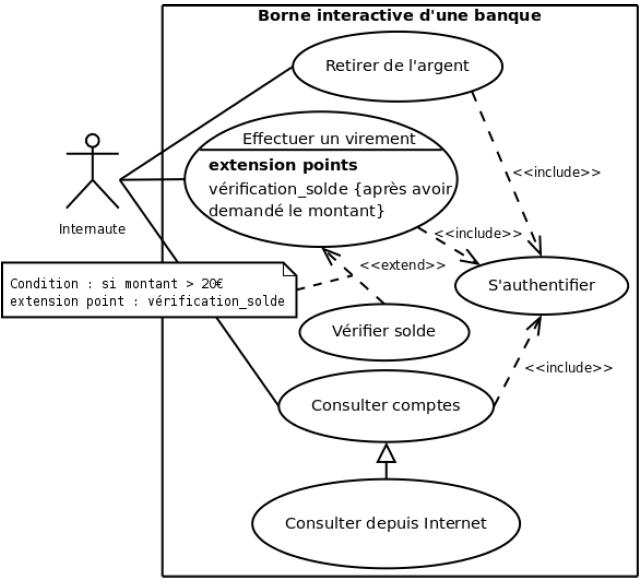 Borne interactive d'une banque
Retirer de l'argent
Effectuer un virement
extension points
vérification_solde {après avoir
demandé le montant}
<<include>>
Internaute
<<include>>
<<extend>>
Condition : si montant > 20€
extension point : vérification_solde
S'authentifier
Vérifier solde
<<include>>
Consulter comptes
Consulter depuis Internet